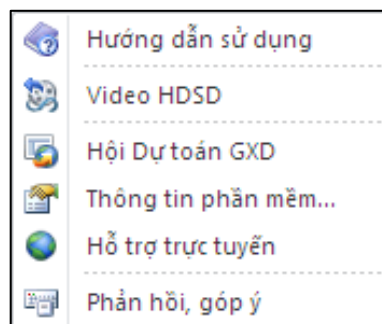 Hướng dẫn sử dụng
Video HDSD
Hội Dự toán GXD
Thông tin phần mềm...
Hỗ trợ trực tuyến
Phản hồi, góp ý